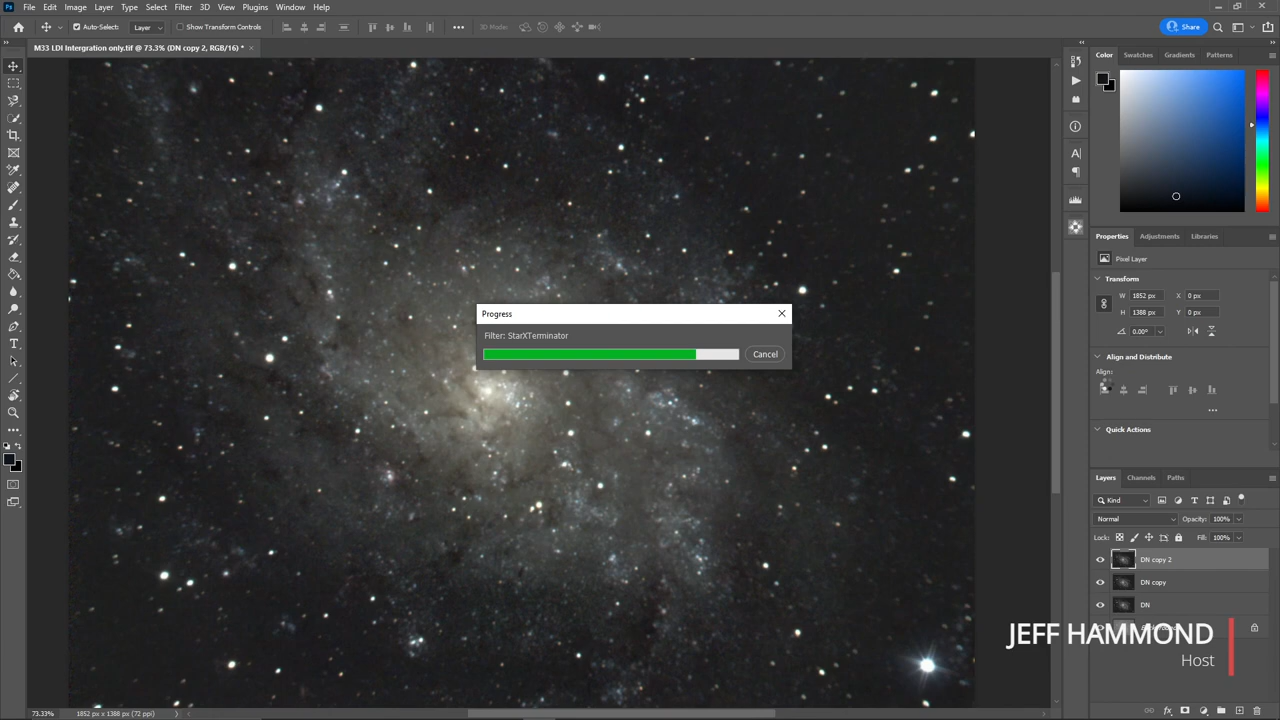 Ps File Edit Image Layer Type Select Filter 3D View Plugins Window Help
Auto-Select: Layer Show Transform Controls ••• 3D Mode: Share
M33 LDI Intergration only.tif @ 73.3% (DN copy 2, RGB/16) *
Color Swatches Gradients Patterns
Properties Adjustments Libraries
Pixel Layer
Transform
W 1852 px X 0 px
H 1388 px Y 0 px
0.00°
Align and Distribute
Align:
Quick Actions
Progress
Filter: StarXTerminator
Cancel
Layers Channels Paths
Kind
Normal Opacity: 100%
Lock: Fill: 100%
DN copy 2
DN copy
DN
JEFF HAMMOND
Host
73.33% 1852 px x 1388 px (72 ppi)
fx